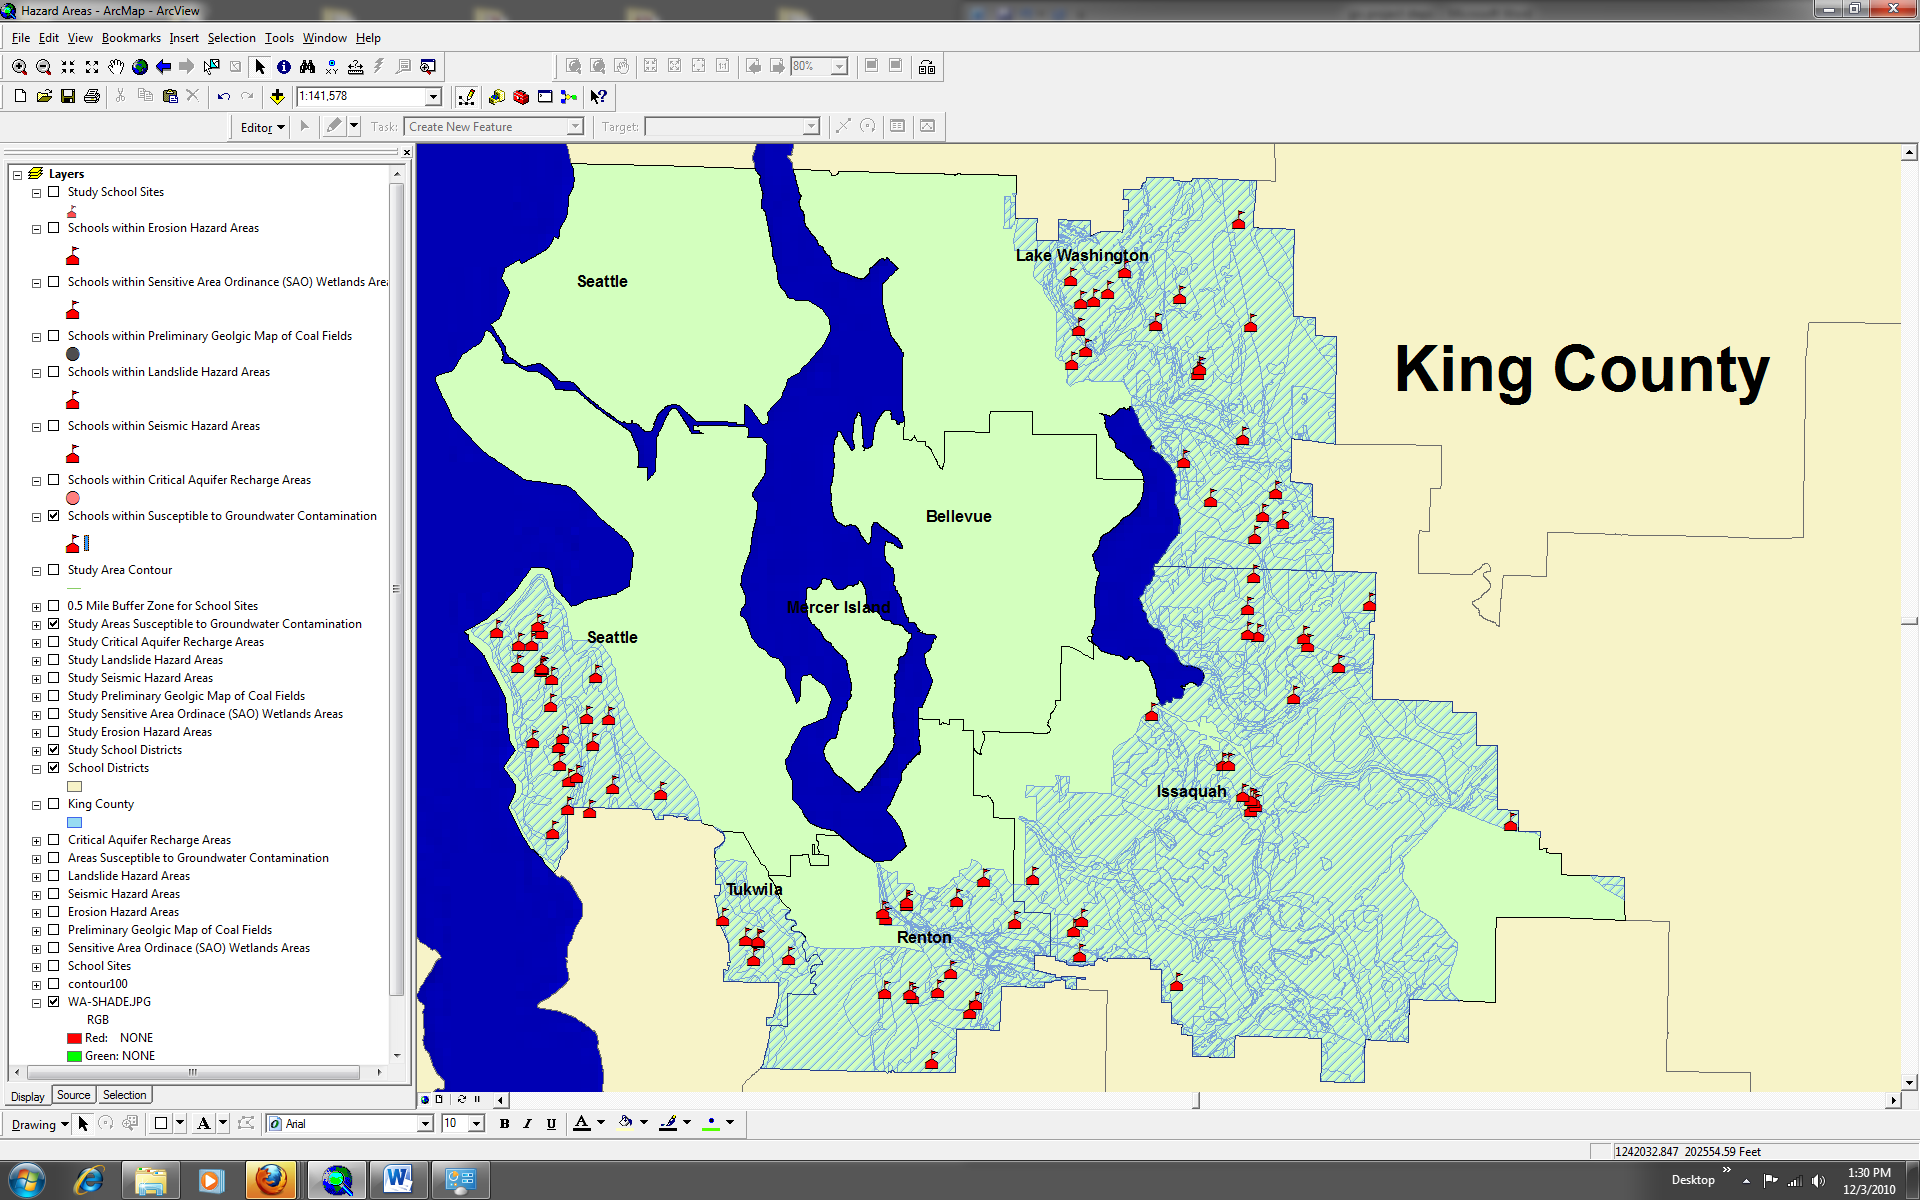 Hazard Areas - ArcMap - ArcView
File Edit View Bookmarks Insert Selection Tools Window Help
80%
1:141,578
Editor Task: Create New Feature Target:
Layers
Study School Sites
Schools within Erosion Hazard Areas
Schools within Sensitive Area Ordinance (SAO) Wetlands Area
Schools within Preliminary Geolgic Map of Coal Fields
Schools within Landslide Hazard Areas
Schools within Seismic Hazard Areas
Schools within Critical Aquifer Recharge Areas
Schools within Susceptible to Groundwater Contamination
Study Area Contour
0.5 Mile Buffer Zone for School Sites
Study Areas Susceptible to Groundwater Contamination
Study Critical Aquifer Recharge Areas
Study Landslide Hazard Areas
Study Seismic Hazard Areas
Study Preliminary Geolgic Map of Coal Fields
Study Sensitive Area Ordinace (SAO) Wetlands Areas
Study Erosion Hazard Areas
Study School Districts
School Districts
King County
Critical Aquifer Recharge Areas
Areas Susceptible to Groundwater Contamination
Landslide Hazard Areas
Seismic Hazard Areas
Erosion Hazard Areas
Preliminary Geolgic Map of Coal Fields
Sensitive Area Ordinace (SAO) Wetlands Areas
School Sites
contour100
WA-SHADE.JPG
RGB
Red: NONE
Green: NONE
Display Source Selection
Seattle
Lake Washington
King County
Bellevue
Mercer Island
Seattle
Issaquah
Tukwila
Renton
Drawing A Arial 10 B I U A
1242032.847 202554.59 Feet
Desktop
1:30 PM
12/3/2010